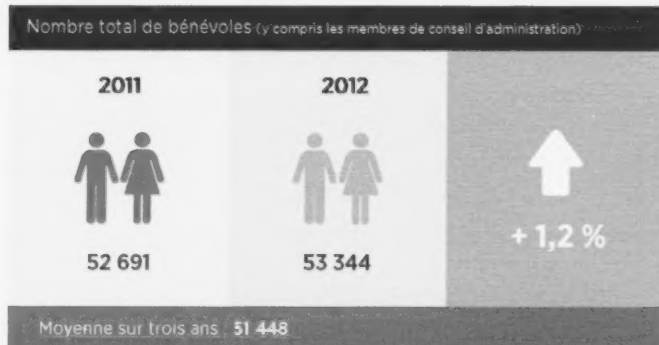 Nombre total de bénévoles (y compris les membres de conseil d'administration)
2011
2012
52 691
53 344
+ 1,2 %
Moyenne sur trois ans : 51 448